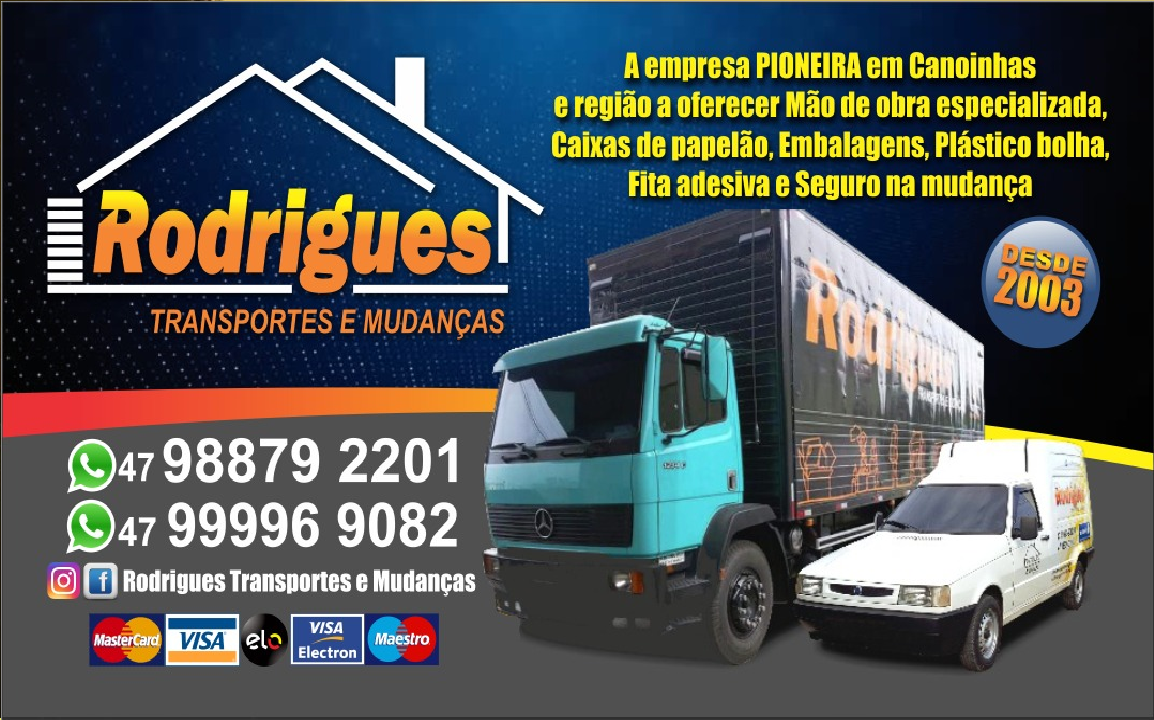 A empresa PIONEIRA em Canoinhas
e região a oferecer Mão de obra especializada,
Caixas de papelão, Embalagens, Plástico bolha,
Fita adesiva e Seguro na mudança
Rodrigues
TRANSPORTES E MUDANÇAS
DESDE
2003
Rodrigues
47 98879 2201
47 99996 9082
Rodrigues Transportes e Mudanças
MasterCard
VISA
elo
VISA
Electron
Maestro
Rodrigues